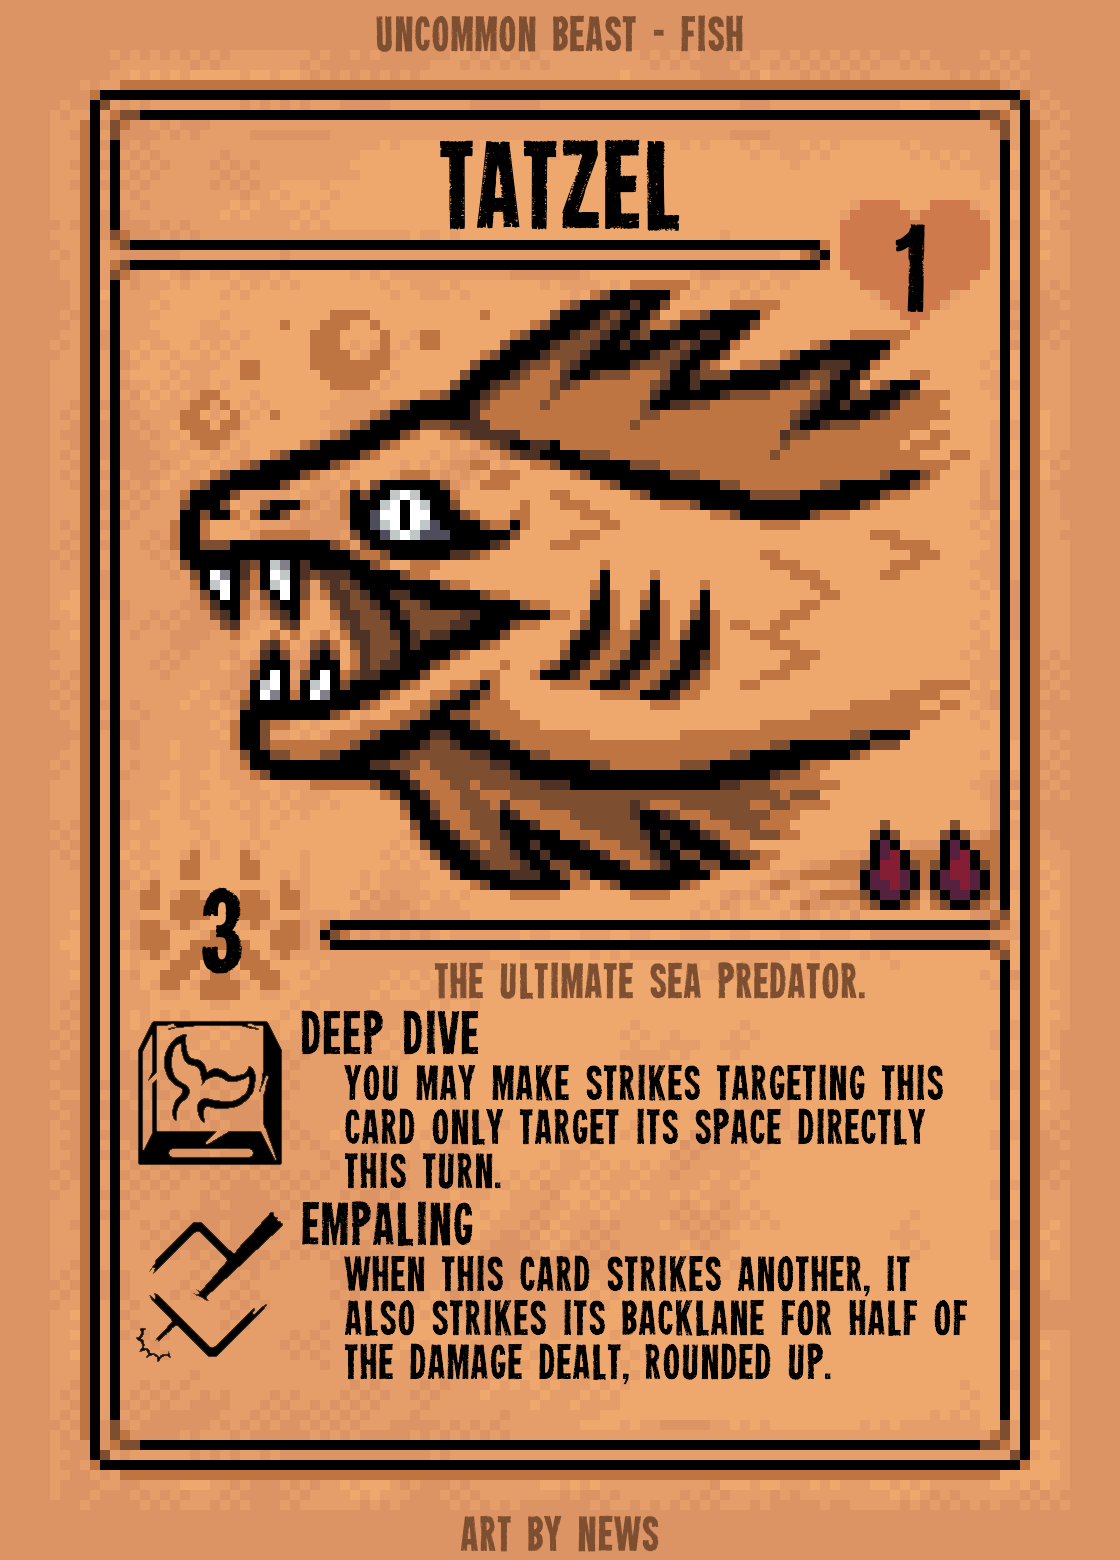 UNCOMMON BEAST - FISH
TATZEL
1
3
THE ULTIMATE SEA PREDATOR.
DEEP DIVE
YOU MAY MAKE STRIKES TARGETING THIS
CARD ONLY TARGET ITS SPACE DIRECTLY
THIS TURN.
EMPALING
WHEN THIS CARD STRIKES ANOTHER, IT
ALSO STRIKES ITS BACKLANE FOR HALF OF
THE DAMAGE DEALT, ROUNDED UP.
ART BY NEWS